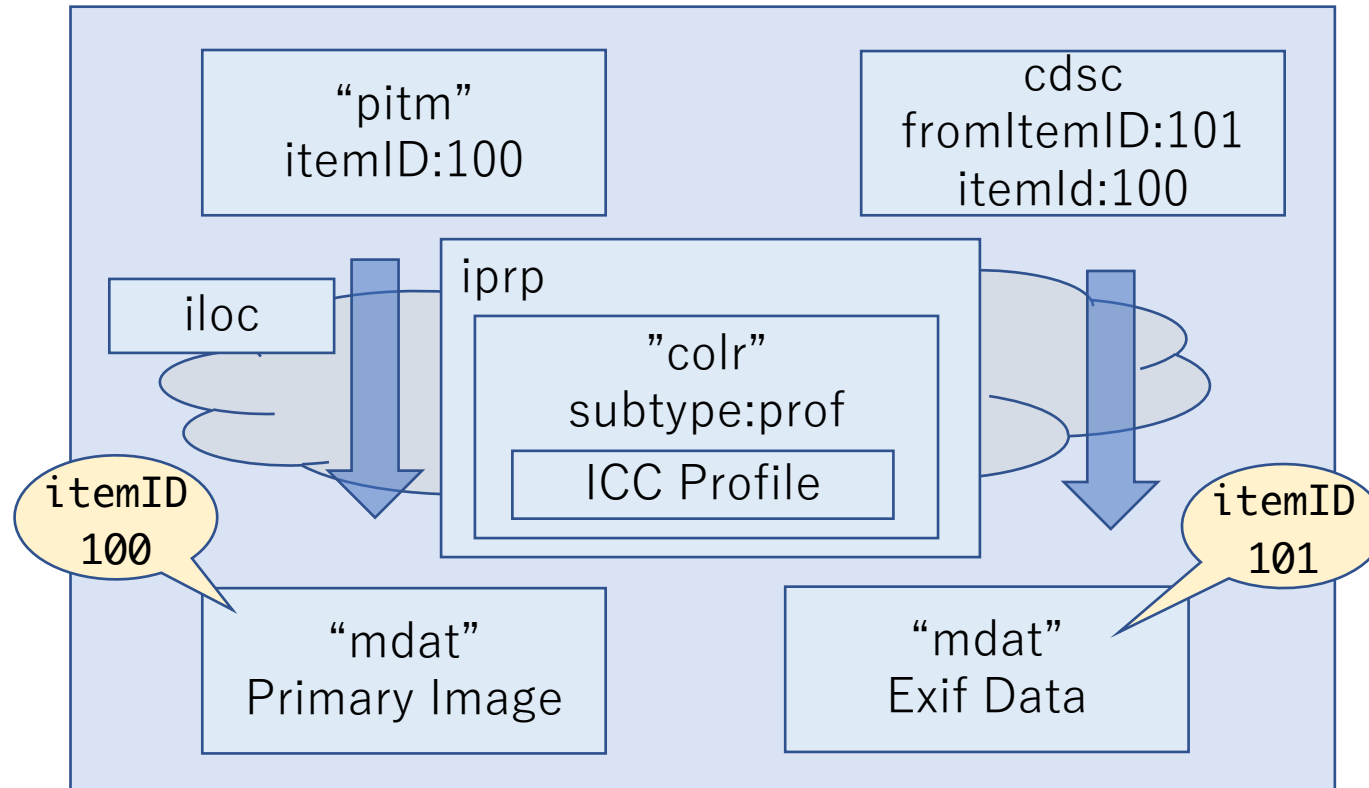 “pitm”
itemID:100
cdsc
fromItemID:101
itemId:100
iloc
iprp
”colr”
subtype:prof
ICC Profile
itemID
100
itemID
101
“mdat”
Primary Image
“mdat”
Exif Data